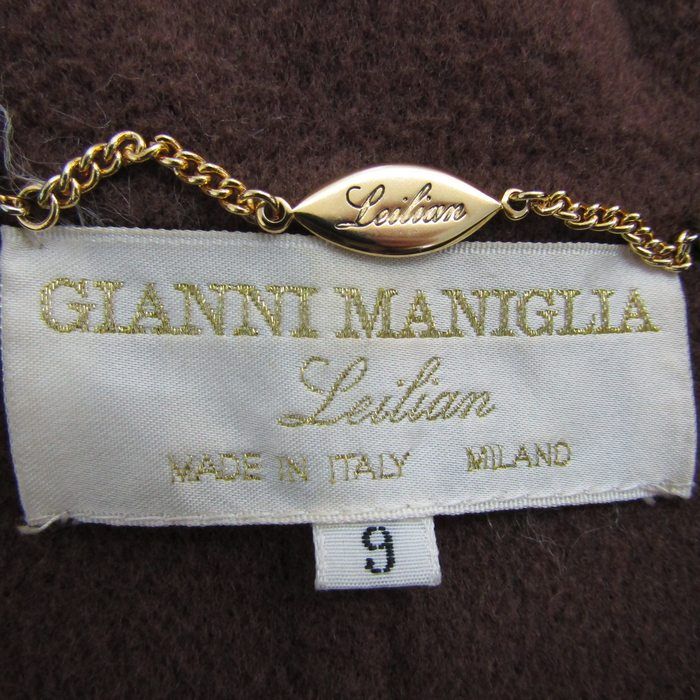 Leilian
GIANNI MANIGLIA
Leilian
MADE IN ITALY MILANO
9